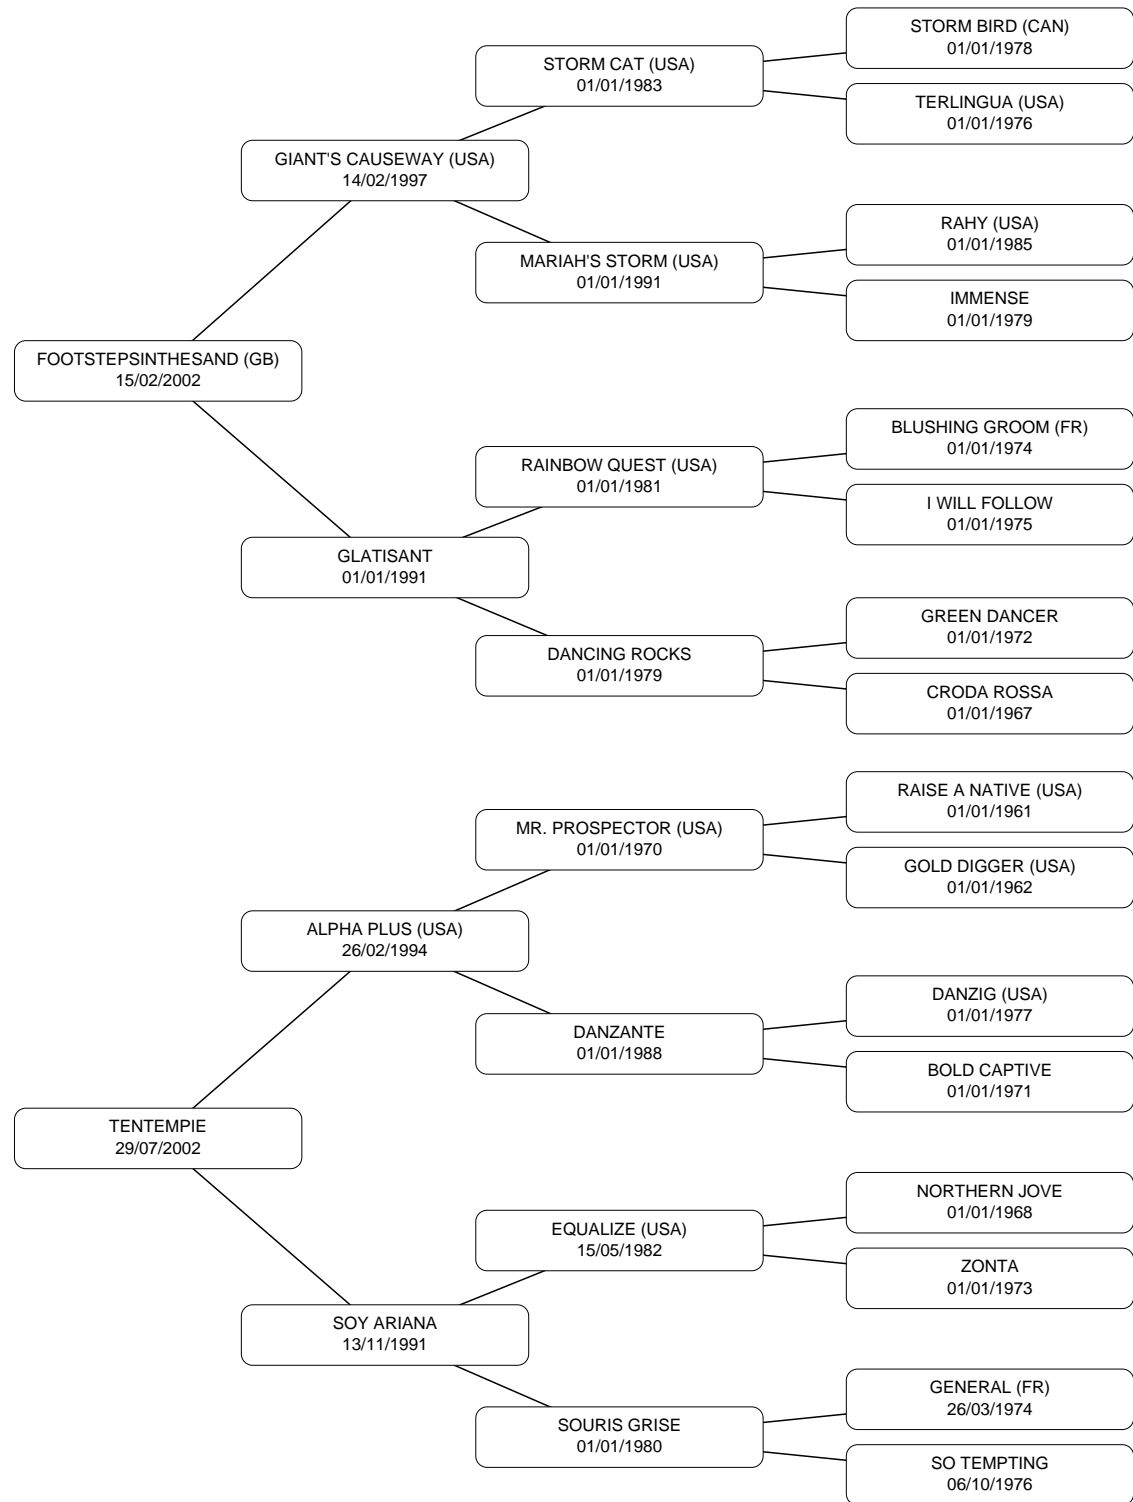 STORM BIRD (CAN)
01/01/1978
STORM CAT (USA)
01/01/1983
TERLINGUA (USA)
01/01/1976
GIANT'S CAUSEWAY (USA)
14/02/1997
RAHY (USA)
01/01/1985
MARIAH'S STORM (USA)
01/01/1991
IMMENSE
01/01/1979
FOOTSTEPSINTHESAND (GB)
15/02/2002
BLUSHING GROOM (FR)
01/01/1974
RAINBOW QUEST (USA)
01/01/1981
I WILL FOLLOW
01/01/1975
GLATISANT
01/01/1991
GREEN DANCER
01/01/1972
DANCING ROCKS
01/01/1979
CRODA ROSSA
01/01/1967
RAISE A NATIVE (USA)
01/01/1961
MR. PROSPECTOR (USA)
01/01/1970
GOLD DIGGER (USA)
01/01/1962
ALPHA PLUS (USA)
26/02/1994
DANZIG (USA)
01/01/1977
DANZANTE
01/01/1988
BOLD CAPTIVE
01/01/1971
TENTEMPIE
29/07/2002
NORTHERN JOVE
01/01/1968
EQUALIZE (USA)
15/05/1982
ZONTA
01/01/1973
SOY ARIANA
13/11/1991
GENERAL (FR)
26/03/1974
SOURIS GRISE
01/01/1980
SO TEMPTING
06/10/1976